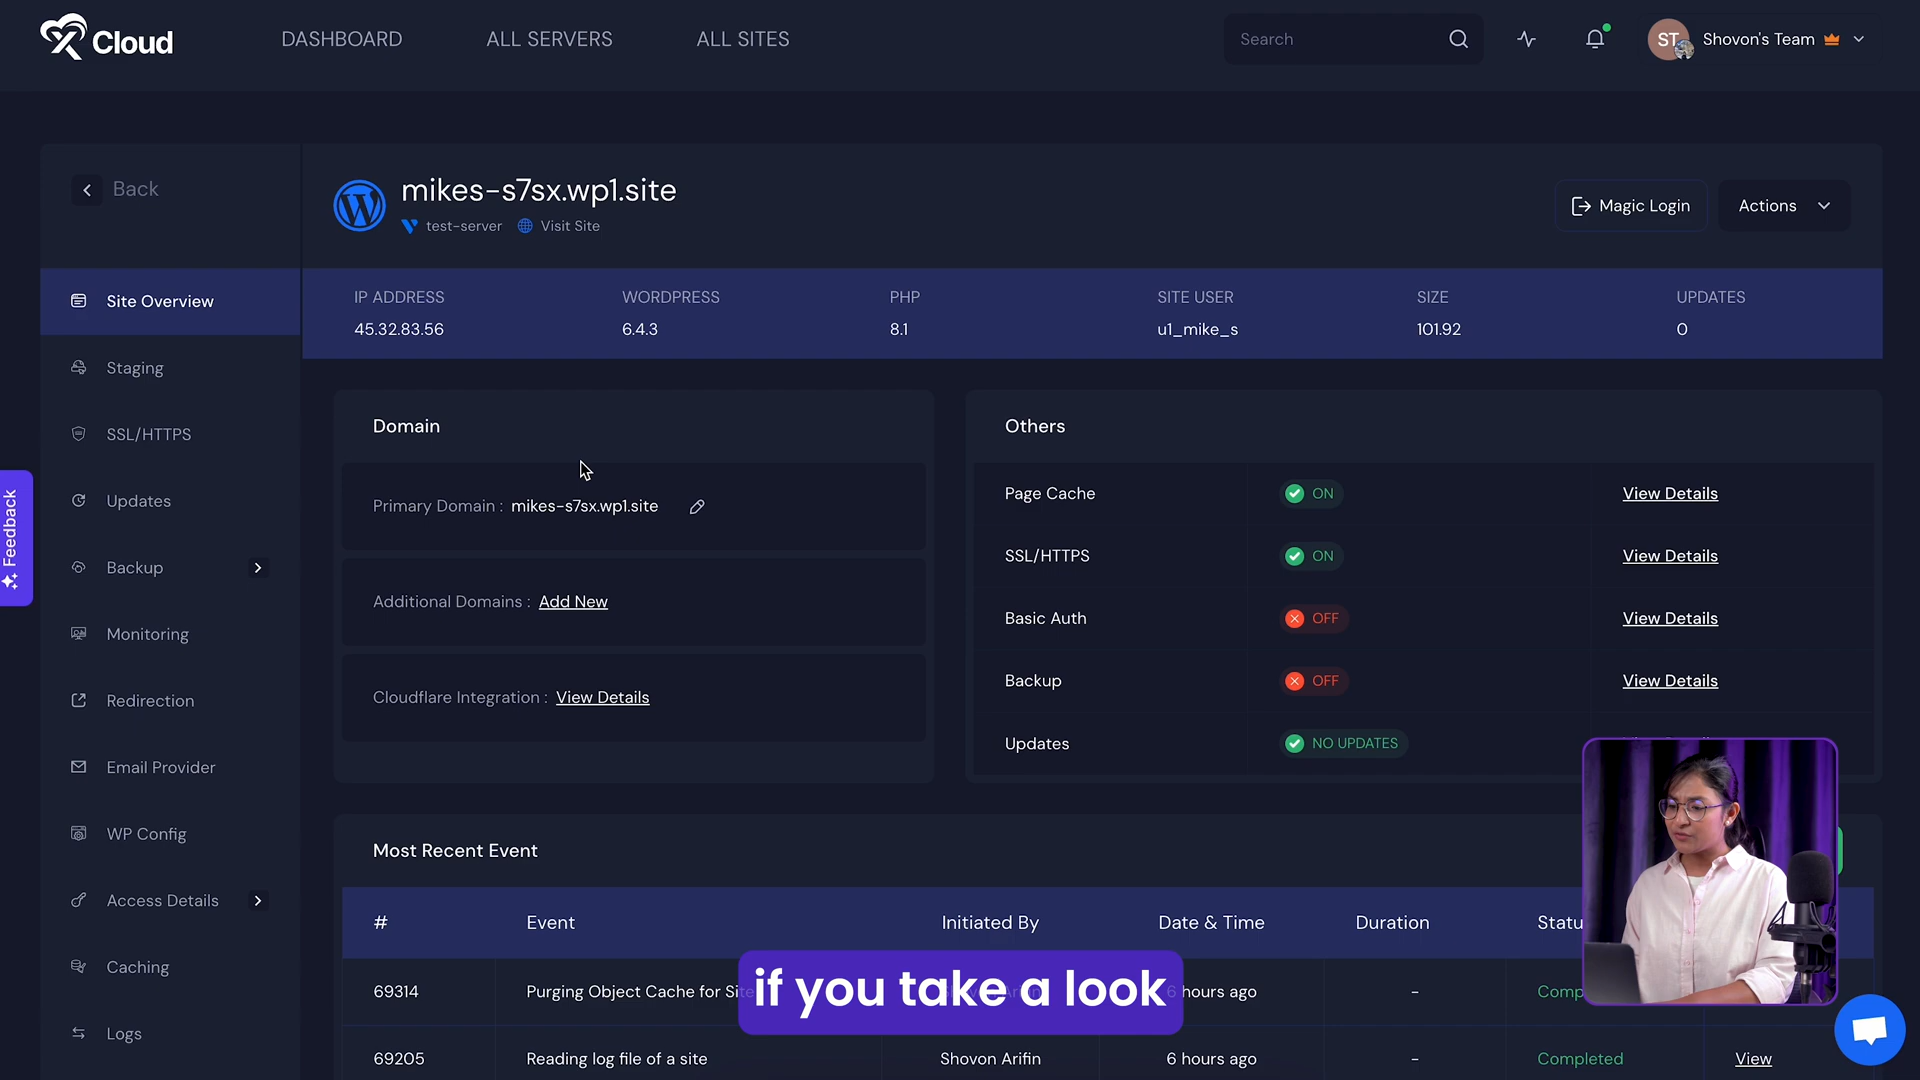 xCloud
DASHBOARD
ALL SERVERS
ALL SITES
Search
ST
Shovon's Team
Back
mikes-s7sx.wp1.site
test-server
Visit Site
Magic Login
Actions
Site Overview
Staging
SSL/HTTPS
Updates
Backup
Monitoring
Redirection
Email Provider
WP Config
Access Details
Caching
Logs
Feedback
IP ADDRESS
45.32.83.56
WORDPRESS
6.4.3
PHP
8.1
SITE USER
u1_mike_s
SIZE
101.92
UPDATES
0
Domain
Primary Domain : mikes-s7sx.wp1.site
Additional Domains : Add New
Cloudflare Integration : View Details
Others
Page Cache ON View Details
SSL/HTTPS ON View Details
Basic Auth OFF View Details
Backup OFF View Details
Updates NO UPDATES
Most Recent Event
# Event Initiated By Date & Time Duration Statu
69314 Purging Object Cache for Site hours ago - Comp
if you take a look
69205 Reading log file of a site Shovon Arifin 6 hours ago - Completed View